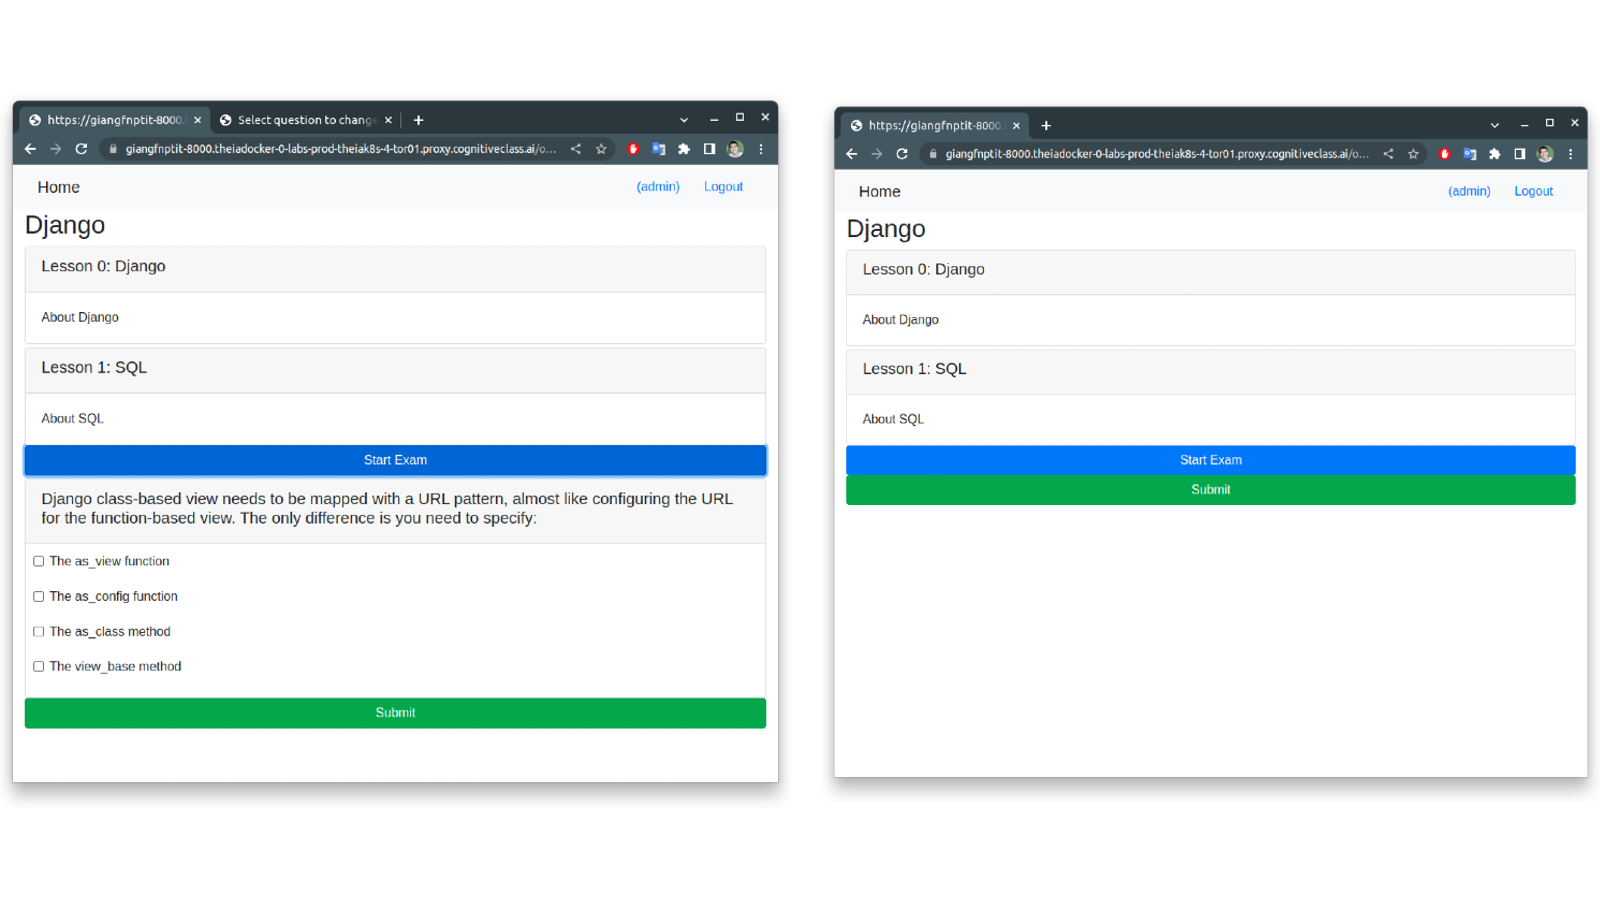 https://giangfnptit-8000.
Select question to change
giangfnptit-8000.theiadocker-0-labs-prod-theiak8s-4-tor01.proxy.cognitiveclass.ai/o...
Home
(admin)
Logout
Django
Lesson 0: Django
About Django
Lesson 1: SQL
About SQL
Start Exam
Django class-based view needs to be mapped with a URL pattern, almost like configuring the URL
for the function-based view. The only difference is you need to specify:
The as_view function
The as_config function
The as_class method
The view_base method
Submit
https://giangfnptit-8000.
giangfnptit-8000.theiadocker-0-labs-prod-theiak8s-4-tor01.proxy.cognitiveclass.ai/o...
Home
(admin)
Logout
Django
Lesson 0: Django
About Django
Lesson 1: SQL
About SQL
Start Exam
Submit